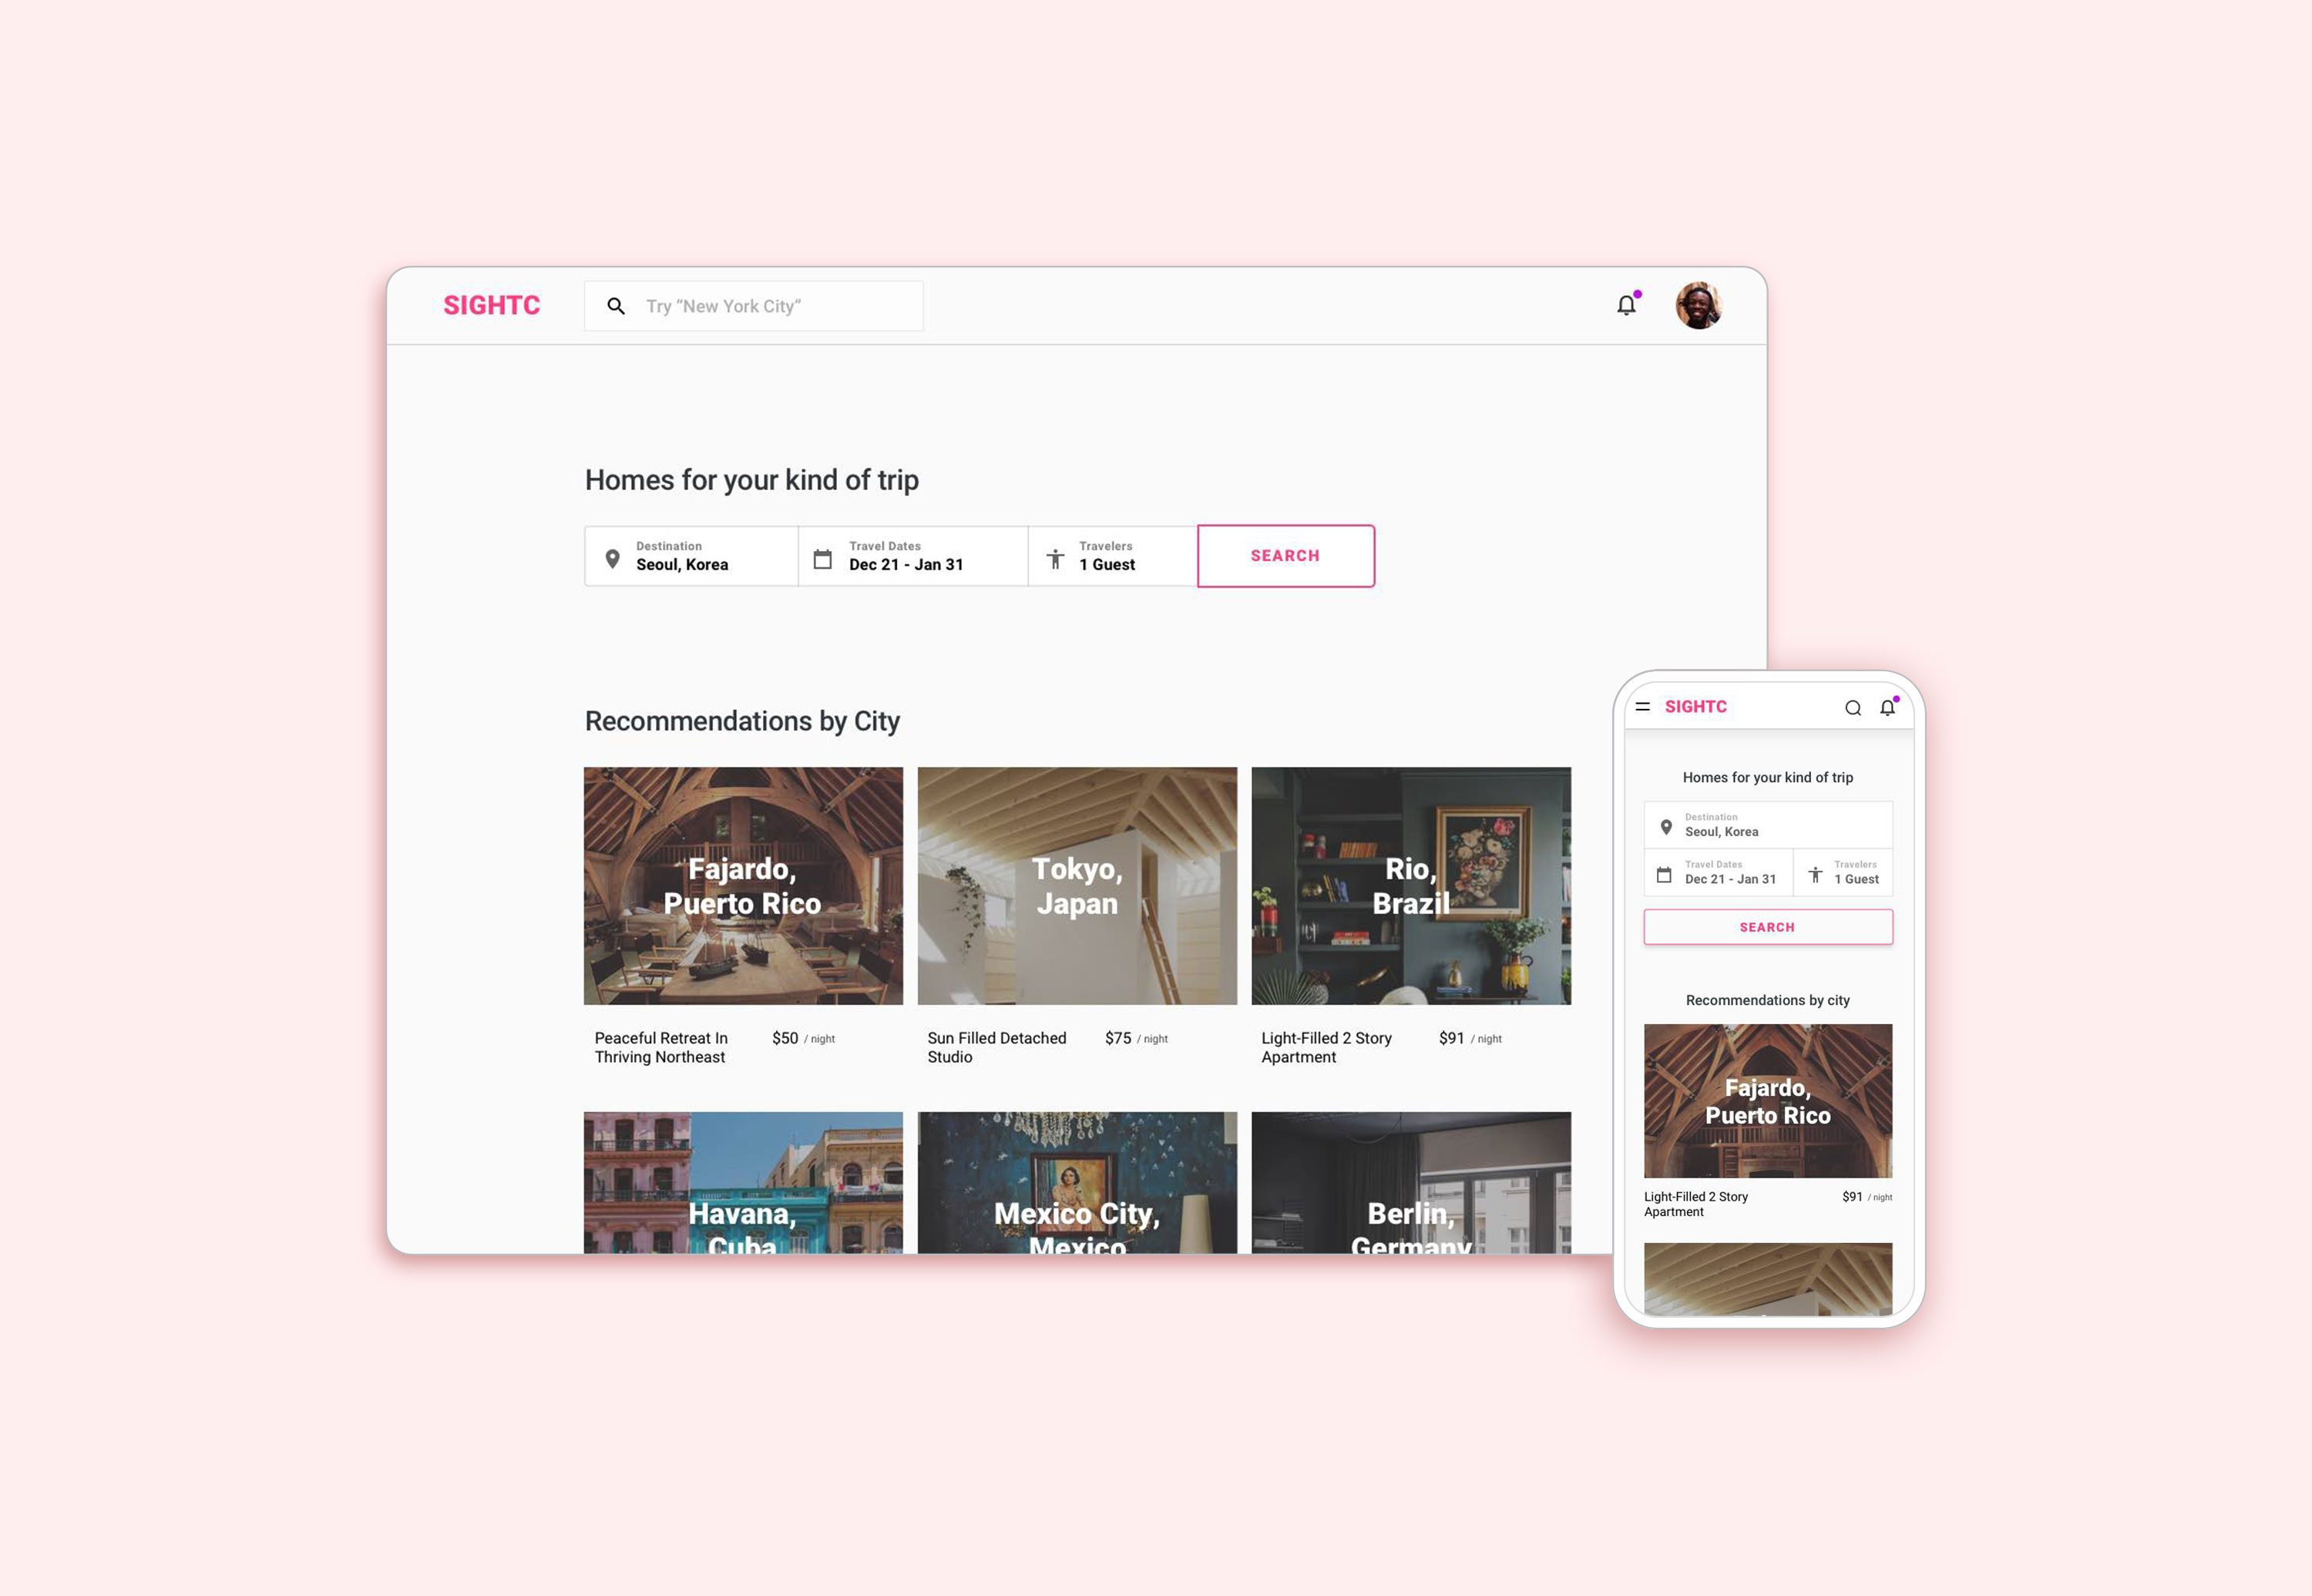 SIGHTC
Try “New York City”
Homes for your kind of trip
Destination
Seoul, Korea
Travel Dates
Dec 21 - Jan 31
Travelers
1 Guest
SEARCH
Recommendations by City
Fajardo,
Puerto Rico
Peaceful Retreat In
Thriving Northeast
$50 / night
Tokyo,
Japan
Sun Filled Detached
Studio
$75 / night
Rio,
Brazil
Light-Filled 2 Story
Apartment
$91 / night
Havana,
Cuba
Mexico City,
Mexico
Berlin,
Germany
SIGHTC
Homes for your kind of trip
Destination
Seoul, Korea
Travel Dates
Dec 21 - Jan 31
Travelers
1 Guest
SEARCH
Recommendations by city
Fajardo,
Puerto Rico
Light-Filled 2 Story
Apartment
$91 / night